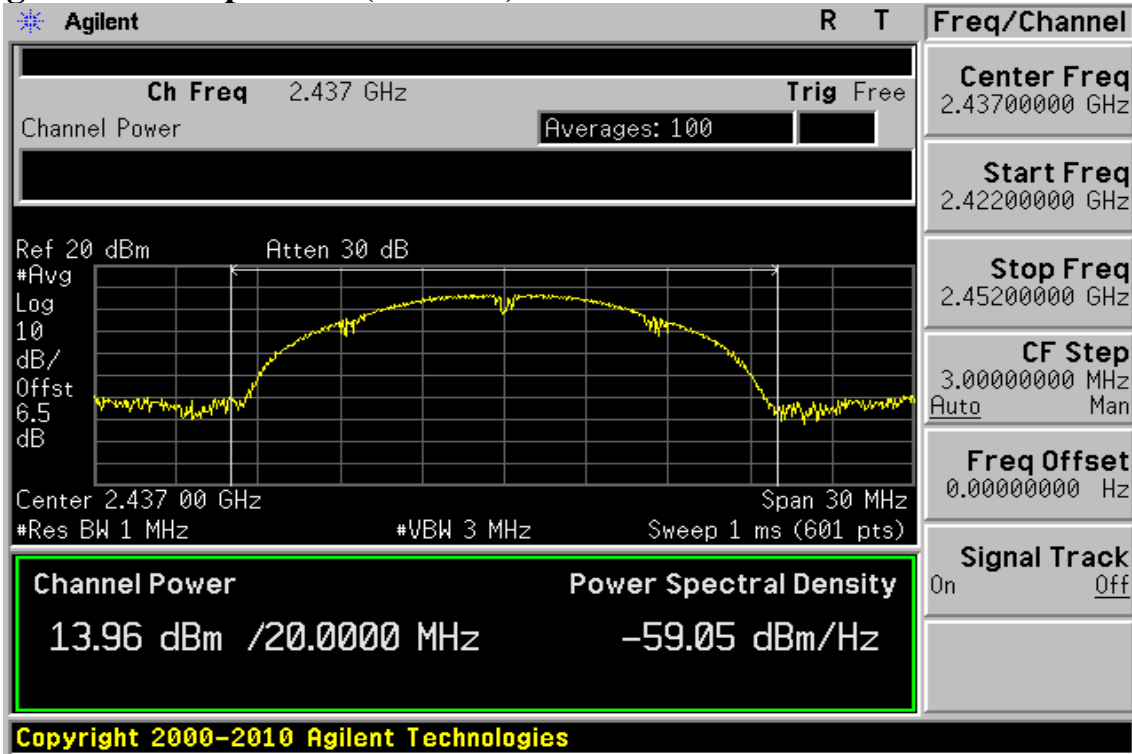 Agilent R T
Freq/Channel
Ch Freq 2.437 GHz Trig Free
Channel Power Averages: 100
Ref 20 dBm Atten 30 dB
#Avg
Log
10
dB/
Offst
6.5
dB
Center 2.437 00 GHz Span 30 MHz
#Res BW 1 MHz #VBW 3 MHz Sweep 1 ms (601 pts)
Channel Power Power Spectral Density
13.96 dBm /20.0000 MHz -59.05 dBm/Hz
Copyright 2000-2010 Agilent Technologies
Center Freq
2.43700000 GHz
Start Freq
2.42200000 GHz
Stop Freq
2.45200000 GHz
CF Step
3.00000000 MHz
Auto Man
Freq Offset
0.00000000 Hz
Signal Track
On Off